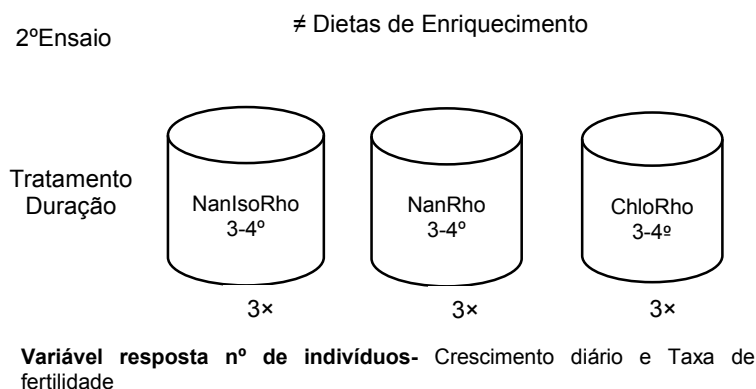 ≠ Dietas de Enriquecimento
2ºEnsaio
Tratamento
Duração
NanIsoRho
3-4º
NanRho
3-4º
ChloRho
3-4º
3×
3×
3×
Variável resposta nº de indivíduos- Crescimento diário e Taxa de
fertilidade